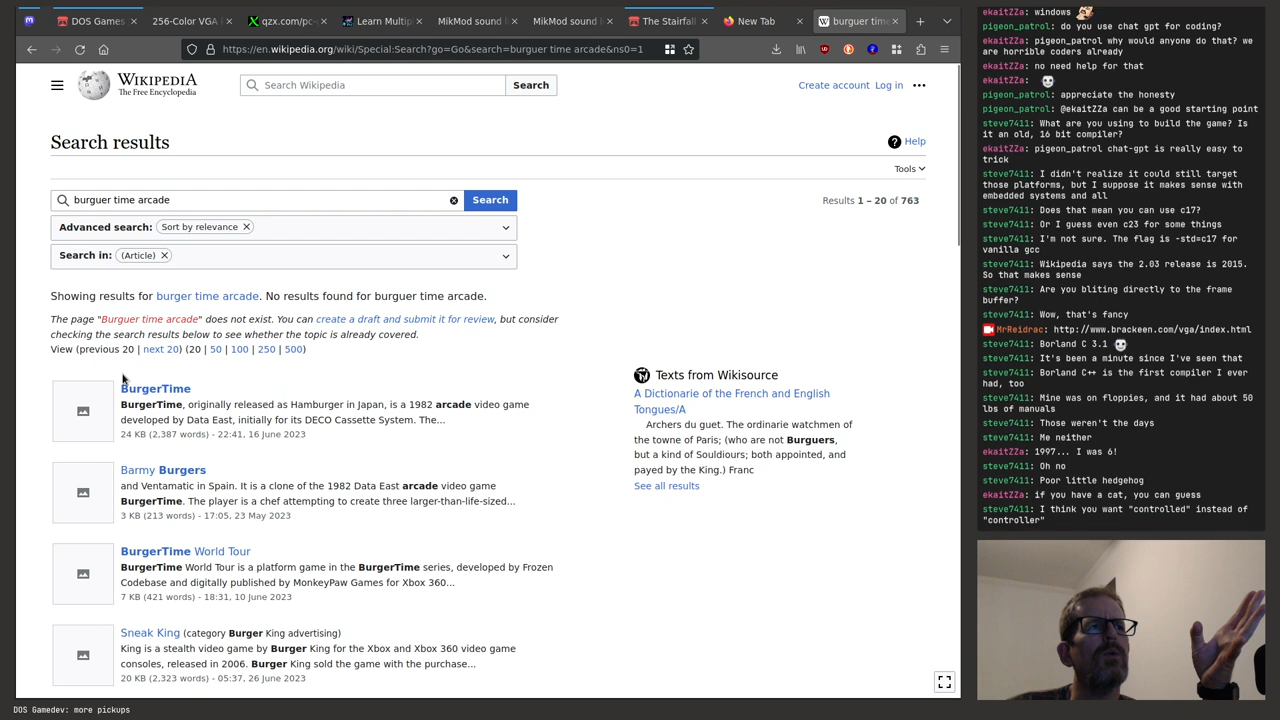 DOS Games
256-Color VGA
qzx.com/pc-
Learn Multip
MikMod sound
MikMod sound
The Stairfall
New Tab
burguer time
https://en.wikipedia.org/wiki/Special:Search?go=Go&search=burguer time arcade&ns0=1
WIKIPEDIA
The Free Encyclopedia
Search Wikipedia
Search
Create account
Log in
Search results
Help
Tools
burguer time arcade
Search
Results 1 – 20 of 763
Advanced search: Sort by relevance
Search in: (Article)
Showing results for burger time arcade. No results found for burguer time arcade.
The page "Burguer time arcade" does not exist. You can create a draft and submit it for review, but consider
checking the search results below to see whether the topic is already covered.
View (previous 20 | next 20) (20 | 50 | 100 | 250 | 500)
BurgerTime
BurgerTime, originally released as Hamburger in Japan, is a 1982 arcade video game
developed by Data East, initially for its DECO Cassette System. The...
24 KB (2,387 words) - 22:41, 16 June 2023
Barmy Burgers
and Ventamatic in Spain. It is a clone of the 1982 Data East arcade video game
BurgerTime. The player is a chef attempting to create three larger-than-life-sized...
3 KB (213 words) - 17:05, 23 May 2023
BurgerTime World Tour
BurgerTime World Tour is a platform game in the BurgerTime series, developed by Frozen
Codebase and digitally published by MonkeyPaw Games for Xbox 360...
7 KB (421 words) - 18:31, 10 June 2023
Sneak King (category Burger King advertising)
King is a stealth video game by Burger King for the Xbox and Xbox 360 video game
consoles, released in 2006. Burger King sold the game with the purchase...
20 KB (2,323 words) - 05:37, 26 June 2023
Texts from Wikisource
A Dictionarie of the French and English
Tongues/A
Archers du guet. The ordinarie watchmen of
the towne of Paris; (who are not Burguers,
but a kind of Souldiours; both appointed, and
payed by the King.) Franc
See all results
ekaitZZa: windows
pigeon_patrol: do you use chat gpt for coding?
ekaitZZa: pigeon_patrol why would anyone do that? we
are horrible coders already
ekaitZZa: no need help for that
ekaitZZa:
pigeon_patrol: appreciate the honesty
pigeon_patrol: @ekaitZZa can be a good starting point
steve7411: What are you using to build the game? Is
it an old, 16 bit compiler?
ekaitZZa: pigeon_patrol chat-gpt is really easy to
trick
steve7411: I didn't realize it could still target
those platforms, but I suppose it makes sense with
embedded systems and all
steve7411: Does that mean you can use c17?
steve7411: Or I guess even c23 for some things
steve7411: I'm not sure. The flag is -std=c17 for
vanilla gcc
steve7411: Wikipedia says the 2.03 release is 2015.
So that makes sense
steve7411: Are you bliting directly to the frame
buffer?
steve7411: Wow, that's fancy
MrReidrac: http://www.brackeen.com/vga/index.html
steve7411: Borland C 3.1
steve7411: It's been a minute since I've seen that
steve7411: Borland C++ is the first compiler I ever
had, too
steve7411: Mine was on floppies, and it had about 50
lbs of manuals
steve7411: Those weren't the days
steve7411: Me neither
ekaitZZa: 1997... I was 6!
steve7411: Oh no
steve7411: Poor little hedgehog
ekaitZZa: if you have a cat, you can guess
steve7411: I think you want "controlled" instead of
"controller"
DOS Gamedev: more pickups